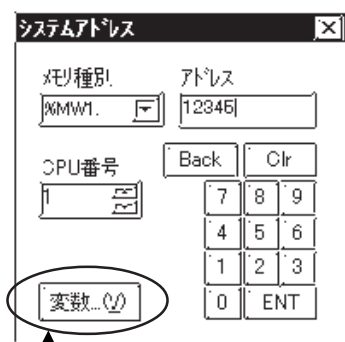 システムアドレス
メモリ種別 アドレス
%MW1. 12345
CPU番号 Back Clr
1 7 8 9
4 5 6
1 2 3
変数...(V) 0 ENT